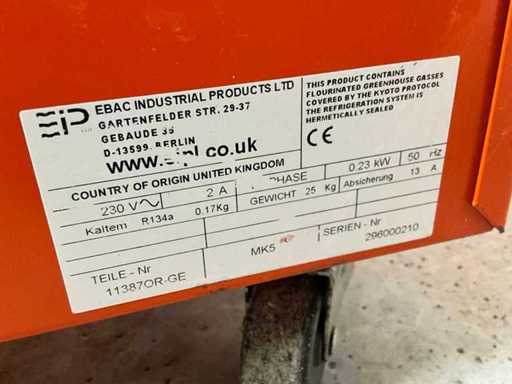 EIP
EBAC INDUSTRIAL PRODUCTS LTD
GARTENFELDER STR. 29-37
GEBAUDE 35
D-13599. BERLIN
www.eipl.co.uk
COUNTRY OF ORIGIN UNITED KINGDOM
THIS PRODUCT CONTAINS
FLOURINATED GREENHOUSE GASSES
COVERED BY THE KYOTO PROTOCOL
THE REFRIGERATION SYSTEM IS
HERMETICALLY SEALED
CE
230 V~ 2 A PHASE 0.23 kW 50 Hz
Kaltem R134a 0.17Kg GEWICHT 25 Kg Absicherung 13 A
TEILE - Nr
11387OR-GE
MK5
SERIEN - Nr
296000210